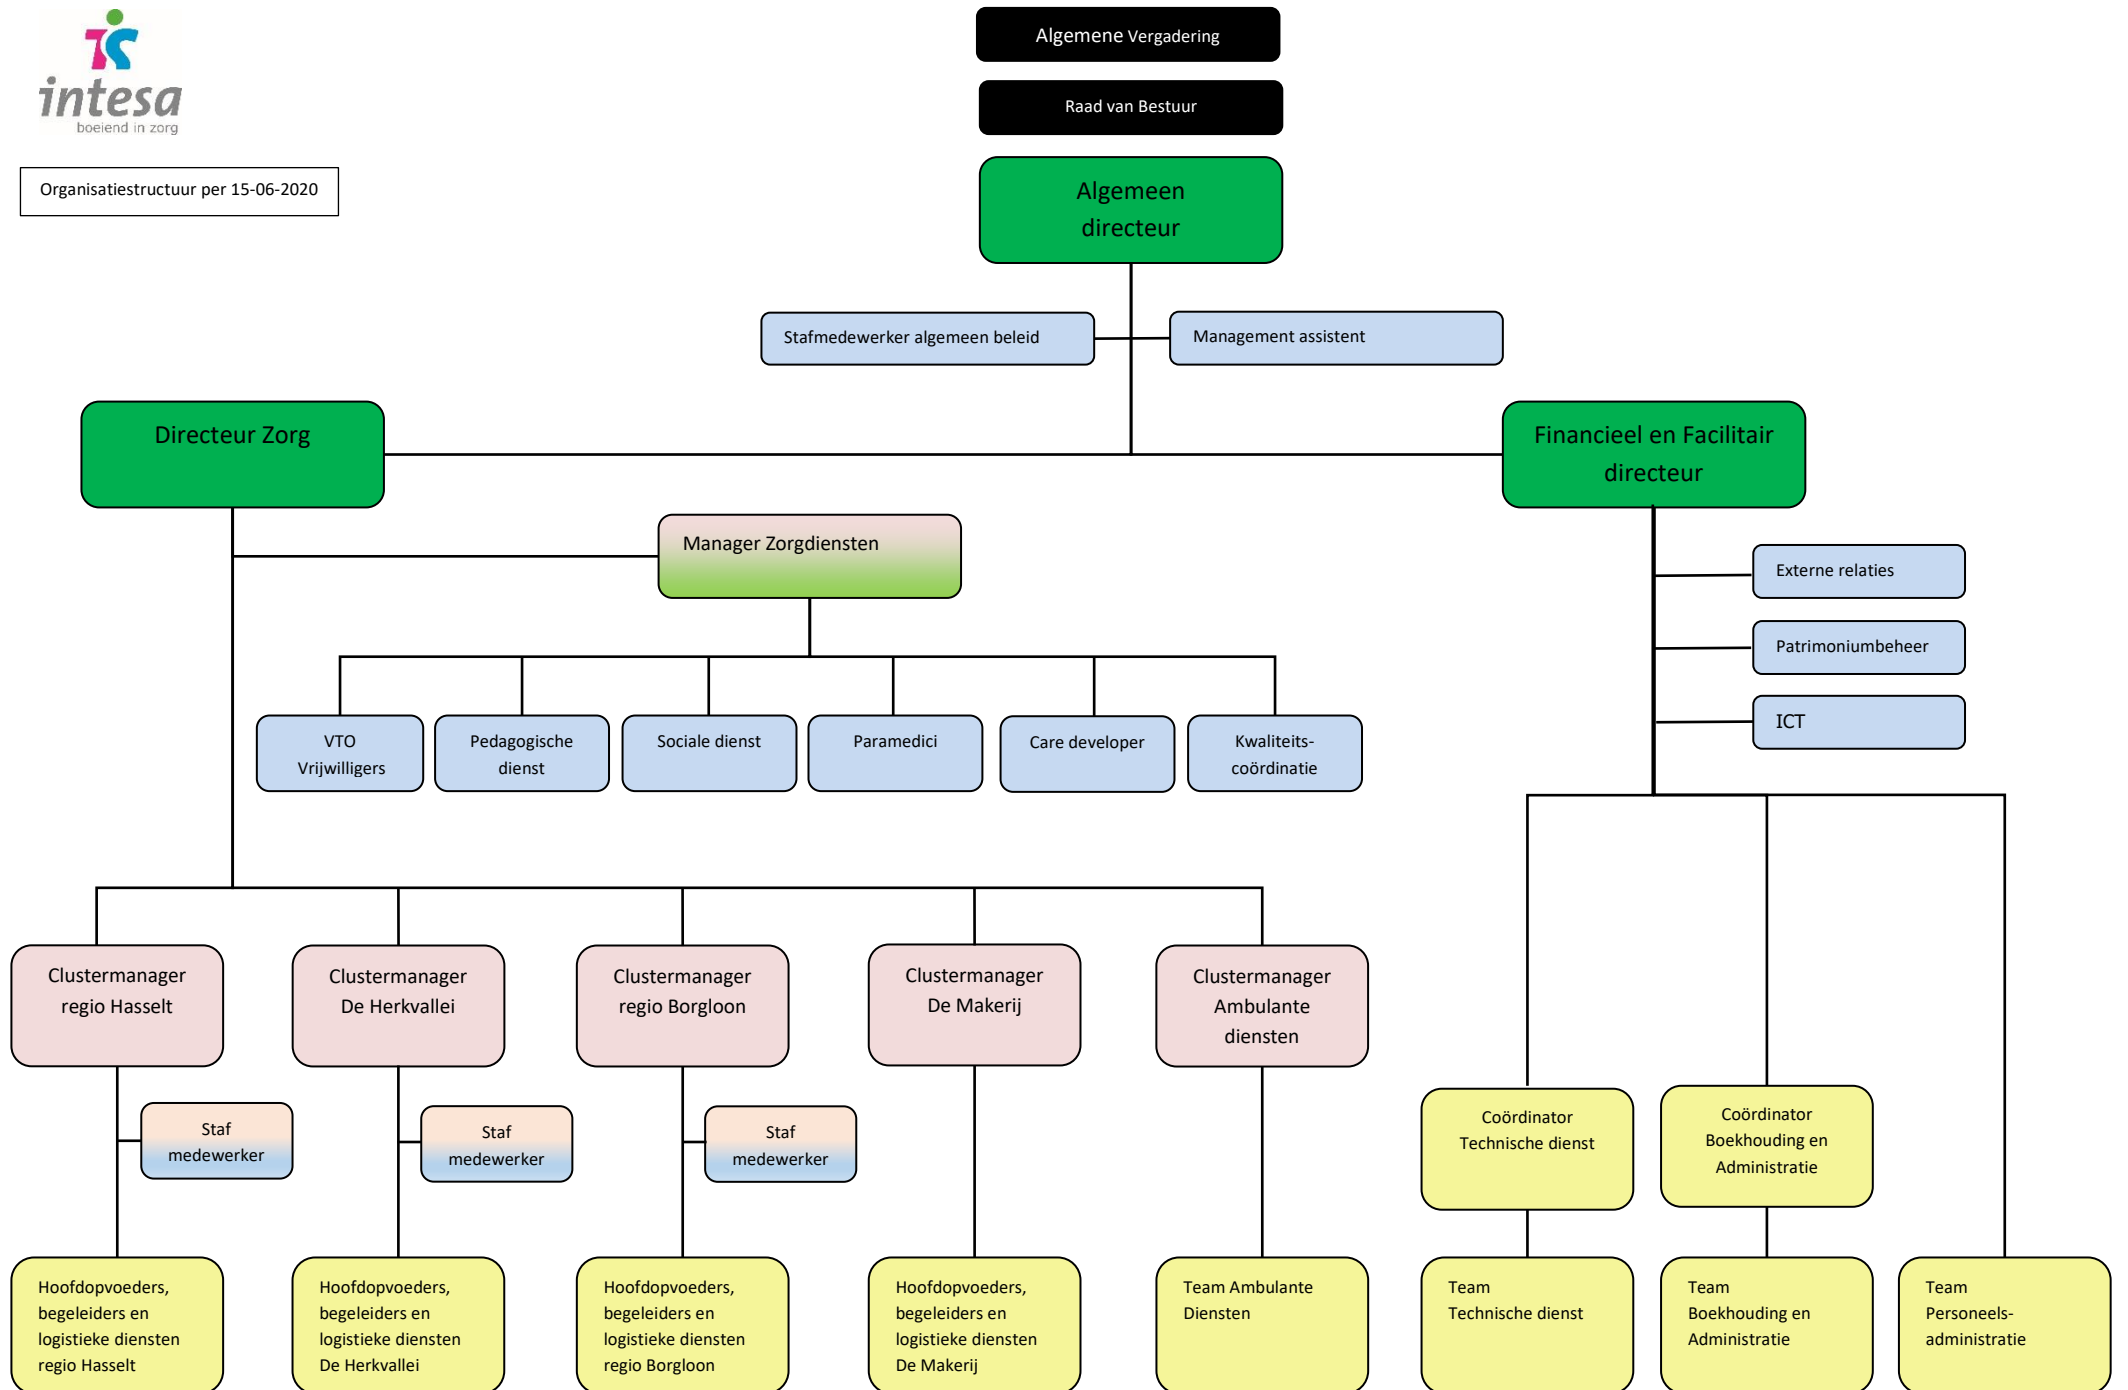 intesa
boeiend in zorg
Organisatiestructuur per 15-06-2020
Algemene Vergadering
Raad van Bestuur
Algemeen
directeur
Stafmedewerker algemeen beleid
Management assistent
Directeur Zorg
Financieel en Facilitair
directeur
Manager Zorgdiensten
Externe relaties
Patrimoniumbeheer
ICT
VTO
Vrijwilligers
Pedagogische
dienst
Sociale dienst
Paramedici
Care developer
Kwaliteits-
coördinatie
Clustermanager
regio Hasselt
Clustermanager
De Herkvallei
Clustermanager
regio Borgloon
Clustermanager
De Makerij
Clustermanager
Ambulante
diensten
Staf
medewerker
Staf
medewerker
Staf
medewerker
Coördinator
Technische dienst
Coördinator
Boekhouding en
Administratie
Hoofdopvoeders,
begeleiders en
logistieke diensten
regio Hasselt
Hoofdopvoeders,
begeleiders en
logistieke diensten
De Herkvallei
Hoofdopvoeders,
begeleiders en
logistieke diensten
regio Borgloon
Hoofdopvoeders,
begeleiders en
logistieke diensten
De Makerij
Team Ambulante
Diensten
Team
Technische dienst
Team
Boekhouding en
Administratie
Team
Personeels-
administratie